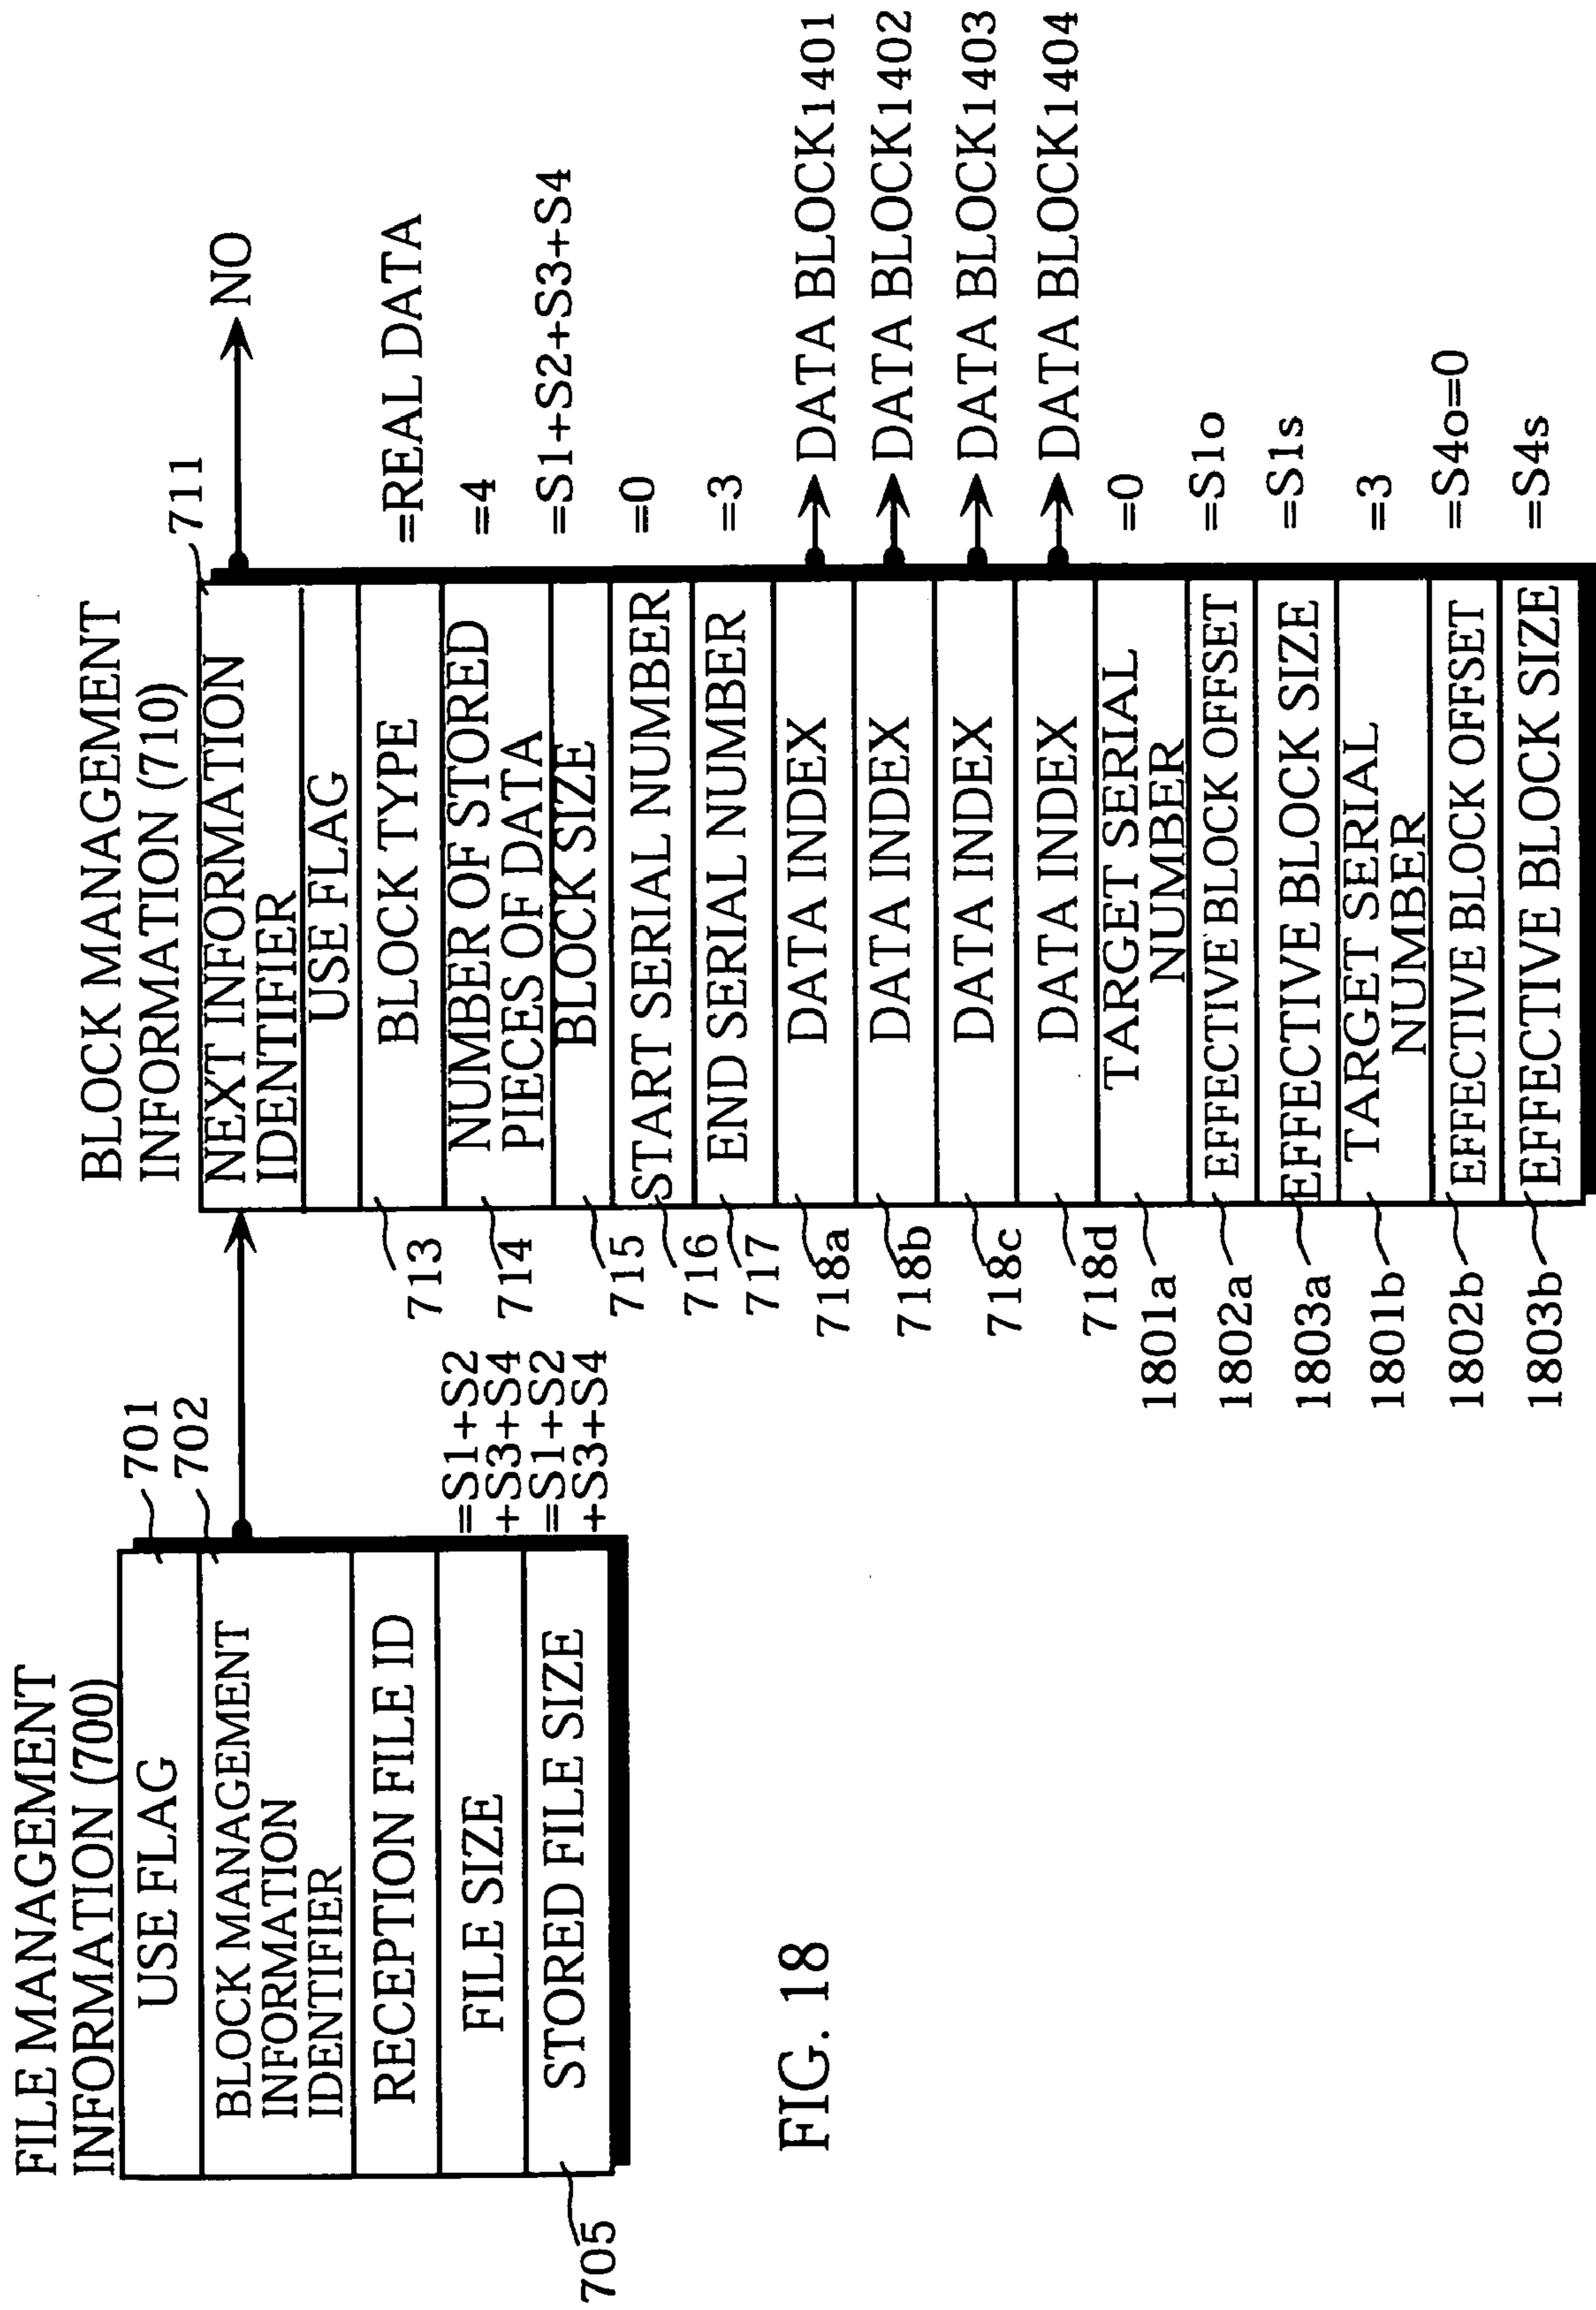 FILE MANAGEMENT
INFORMATION (700)
701
702
USE FLAG
BLOCK MANAGEMENT
INFORMATION
IDENTIFIER
RECEPTION FILE ID
FILE SIZE
=S1+S2
+S3+S4
STORED FILE SIZE
=S1+S2
+S3+S4
705
BLOCK MANAGEMENT
INFORMATION (710)
711
NEXT INFORMATION
IDENTIFIER
NO
USE FLAG
713
BLOCK TYPE
=REAL DATA
714
NUMBER OF STORED
PIECES OF DATA
=4
715
BLOCK SIZE
=S1+S2+S3+S4
716
START SERIAL NUMBER
=0
717
END SERIAL NUMBER
=3
718a
DATA INDEX
DATA BLOCK1401
718b
DATA INDEX
DATA BLOCK1402
718c
DATA INDEX
DATA BLOCK1403
718d
DATA INDEX
DATA BLOCK1404
1801a
TARGET SERIAL
NUMBER
=0
1802a
EFFECTIVE BLOCK OFFSET
=S1o
1803a
EFFECTIVE BLOCK SIZE
=S1s
1801b
TARGET SERIAL
NUMBER
=3
1802b
EFFECTIVE BLOCK OFFSET
=S4o=0
1803b
EFFECTIVE BLOCK SIZE
=S4s
FIG. 18